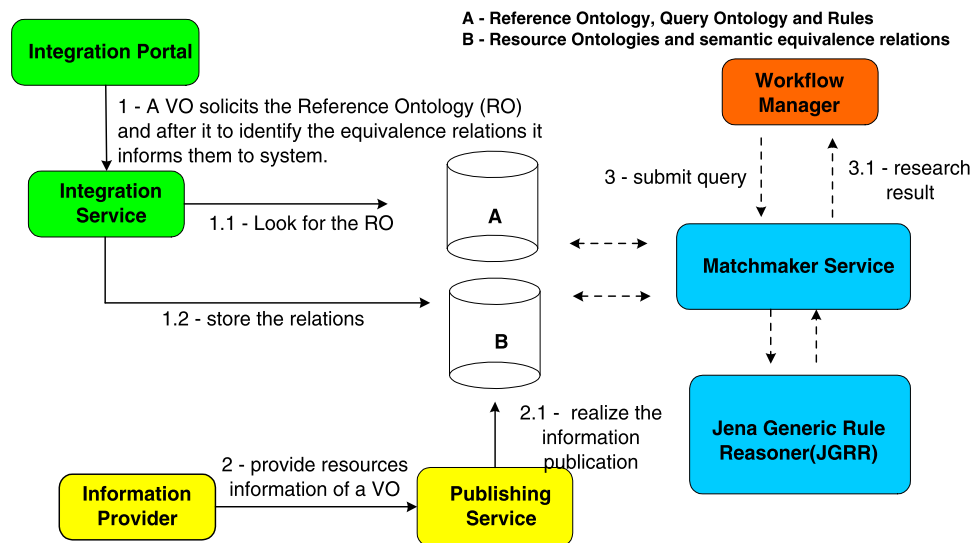 A - Reference Ontology, Query Ontology and Rules
B - Resource Ontologies and semantic equivalence relations
Integration Portal
1 - A VO solicits the Reference Ontology (RO)
and after it to identify the equivalence relations it
informs them to system.
Integration
Service
1.1 - Look for the RO
1.2 - store the relations
A
B
Workflow
Manager
3 - submit query
3.1 - research
result
Matchmaker Service
Jena Generic Rule
Reasoner(JGRR)
2.1 - realize the
information
publication
2 - provide resources
information of a VO
Information
Provider
Publishing
Service